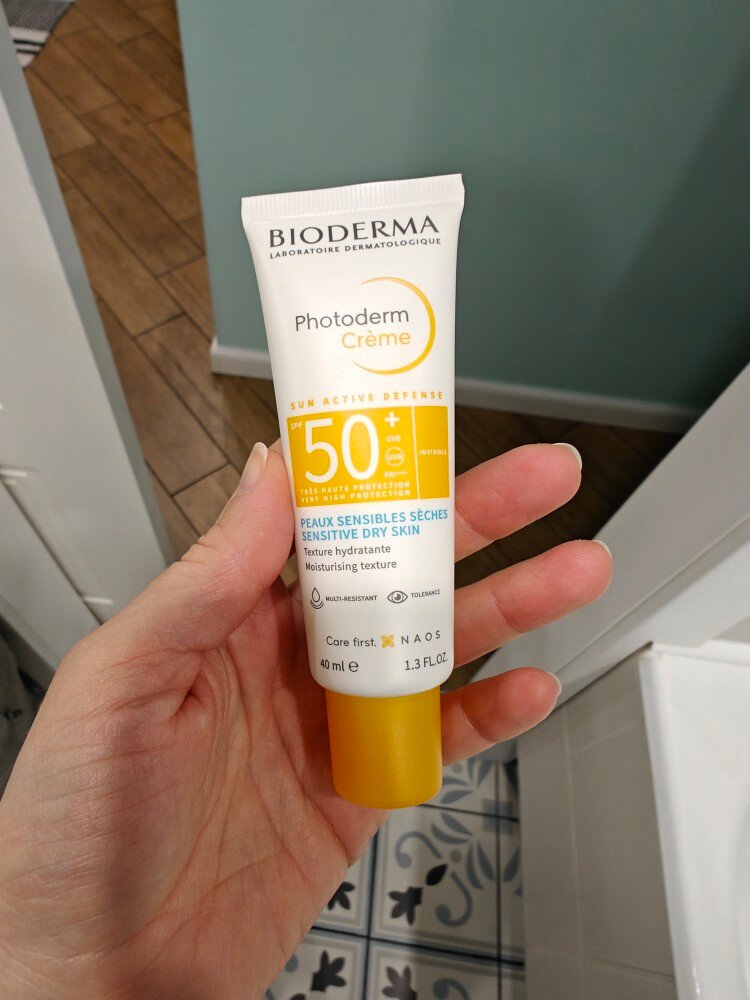 BIODERMA
LABORATOIRE DERMATOLOGIQUE
Photoderm
Crème
SUN ACTIVE DEFENSE
SPF 50+
UVB
UVA
PA++++
INVISIBLE
TRÈS HAUTE PROTECTION
VERY HIGH PROTECTION
PEAUX SENSIBLES SÈCHES
SENSITIVE DRY SKIN
Texture hydratante
Moisturising texture
MULTI-RESISTANT TOLERANCE
Care first. NAOS
40 ml ℮ 1.3 FL.OZ